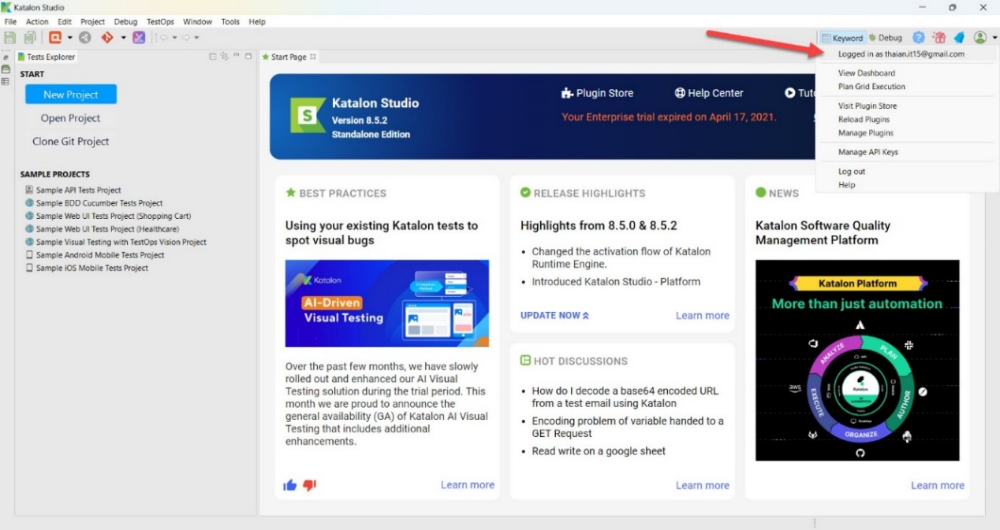 Katalon Studio
File Action Edit Project Debug TestOps Window Tools Help
Keyword Debug
Tests Explorer
Start Page
START
New Project
Open Project
Clone Git Project
SAMPLE PROJECTS
Sample API Tests Project
Sample BDD Cucumber Tests Project
Sample Web UI Tests Project (Shopping Cart)
Sample Web UI Tests Project (Healthcare)
Sample Visual Testing with TestOps Vision Project
Sample Android Mobile Tests Project
Sample iOS Mobile Tests Project
S
Katalon Studio
Version 8.5.2
Standalone Edition
Plugin Store
Help Center
Tuto
Your Enterprise trial expired on April 17, 2021.
Logged in as thaian.it15@gmail.com
View Dashboard
Plan Grid Execution
Visit Plugin Store
Reload Plugins
Manage Plugins
Manage API Keys
Log out
Help
BEST PRACTICES
Using your existing Katalon tests to
spot visual bugs
Katalon
AI-Driven
Visual Testing
Over the past few months, we have slowly
rolled out and enhanced our AI Visual
Testing solution during the trial period. This
month we are proud to announce the
general availability (GA) of Katalon AI Visual
Testing that includes additional
enhancements.
Learn more
RELEASE HIGHLIGHTS
Highlights from 8.5.0 & 8.5.2
• Changed the activation flow of Katalon
Runtime Engine.
• Introduced Katalon Studio - Platform
UPDATE NOW
Learn more
HOT DISCUSSIONS
• How do I decode a base64 encoded URL
from a test email using Katalon
• Encoding problem of variable handed to a
GET Request
• Read write on a google sheet
Learn more
NEWS
Katalon Software Quality
Management Platform
Katalon Platform
More than just automation
ANALYZE
PLAN
AUTHOR
ORGANIZE
EXECUTE
aws
Katalon
Desktop
API
Learn more